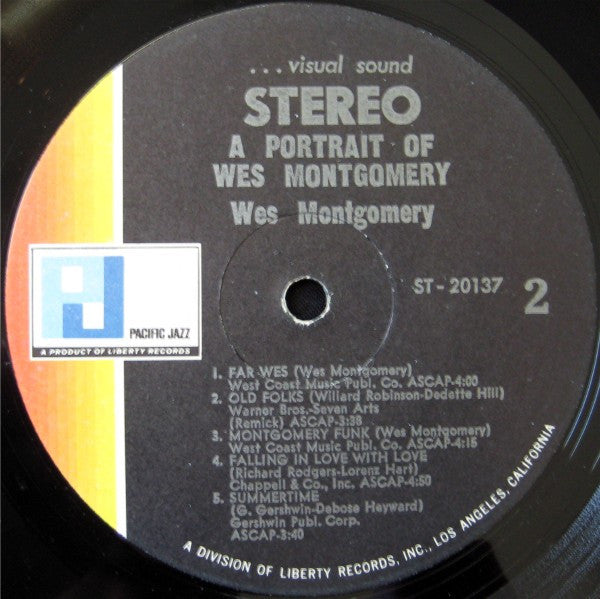 ...visual sound
STEREO
A PORTRAIT OF
WES MONTGOMERY
Wes Montgomery
ST-20137 2
PJ
PACIFIC JAZZ
A PRODUCT OF LIBERTY RECORDS
1. FAR WES (Wes Montgomery)
West Coast Music Publ. Co. ASCAP-4:00
2. OLD FOLKS (Willard Robinson-Dedette Hill)
Warner Bros.-Seven Arts
(Remick) ASCAP-3:38
3. MONTGOMERY FUNK (Wes Montgomery)
West Coast Music Publ. Co. ASCAP-4:15
4. FALLING IN LOVE WITH LOVE
(Richard Rodgers-Lorenz Hart)
Chappell & Co., Inc. ASCAP-4:50
5. SUMMERTIME
(G. Gershwin-Debose Heyward)
Gershwin Publ. Corp.
ASCAP-3:40
A DIVISION OF LIBERTY RECORDS, INC., LOS ANGELES, CALIFORNIA